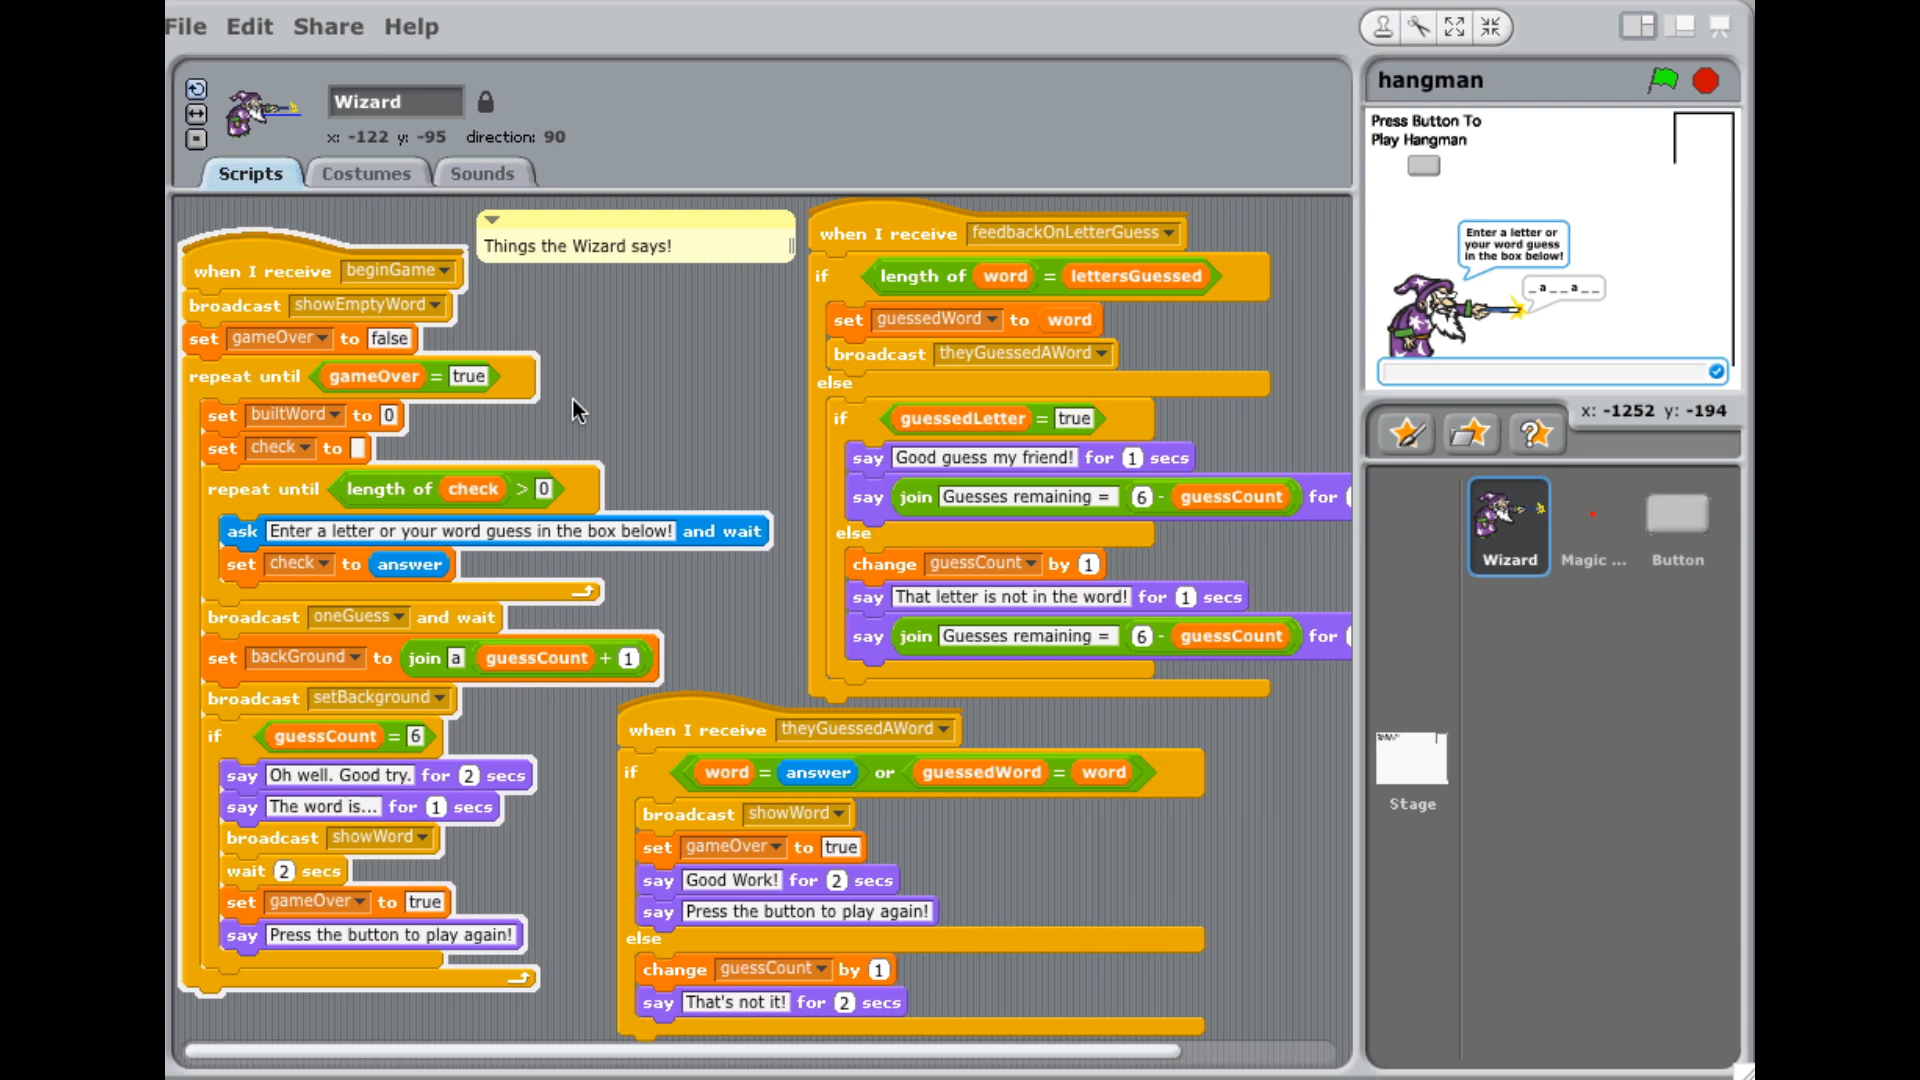 File Edit Share Help
Wizard
x: -122 y: -95 direction: 90
Scripts Costumes Sounds
Things the Wizard says!
when I receive beginGame
broadcast showEmptyWord
set gameOver to false
repeat until gameOver = true
set builtWord to 0
set check to
repeat until length of check > 0
ask Enter a letter or your word guess in the box below! and wait
set check to answer
broadcast oneGuess and wait
set backGround to join a guessCount + 1
broadcast setBackground
if guessCount = 6
say Oh well. Good try. for 2 secs
say The word is... for 1 secs
broadcast showWord
wait 2 secs
set gameOver to true
say Press the button to play again!
when I receive feedbackOnLetterGuess
if length of word = lettersGuessed
set guessedWord to word
broadcast theyGuessedAWord
else
if guessedLetter = true
say Good guess my friend! for 1 secs
say join Guesses remaining = 6 - guessCount for
else
change guessCount by 1
say That letter is not in the word! for 1 secs
say join Guesses remaining = 6 - guessCount for
when I receive theyGuessedAWord
if word = answer or guessedWord = word
broadcast showWord
set gameOver to true
say Good Work! for 2 secs
say Press the button to play again!
else
change guessCount by 1
say That's not it! for 2 secs
hangman
Press Button To
Play Hangman
Enter a letter or
your word guess
in the box below!
_ a _ _ a _ _
x: -1252 y: -194
Wizard Magic ... Button
Stage